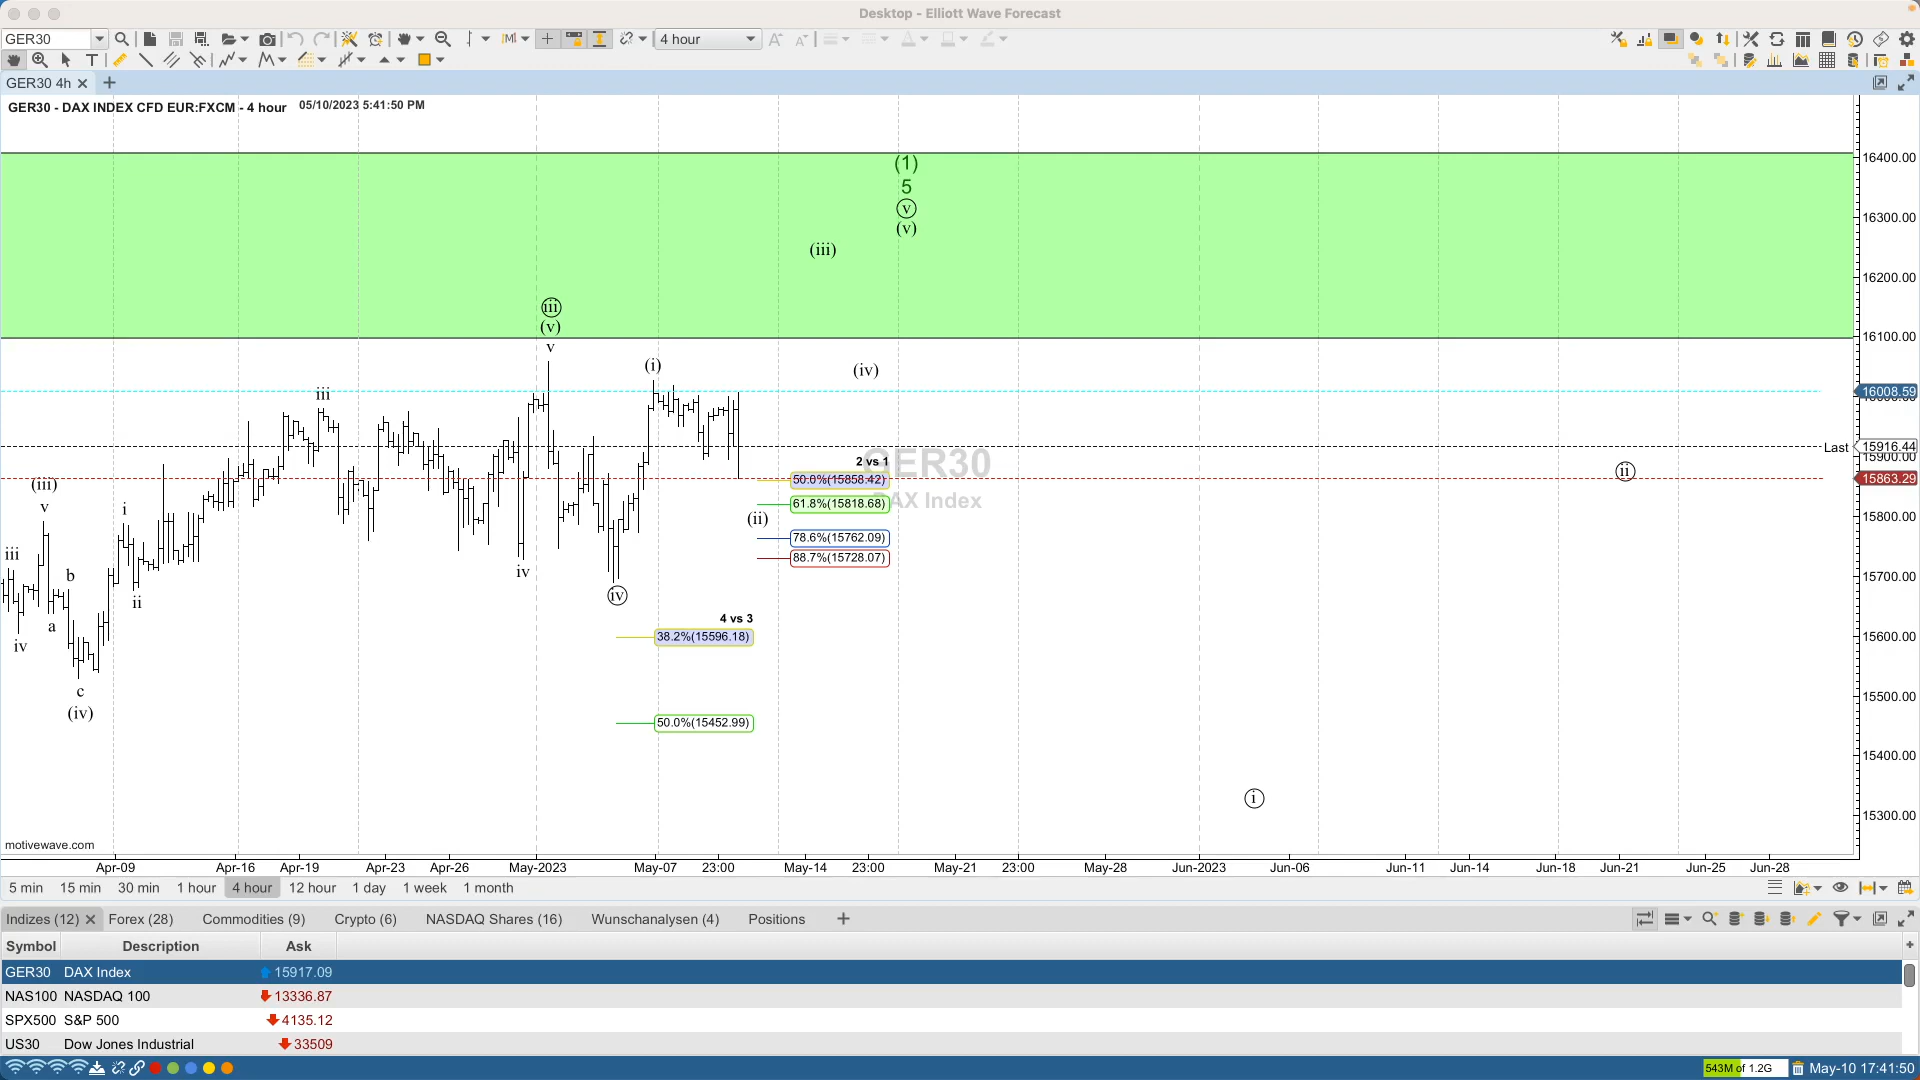 Desktop - Elliott Wave Forecast
GER30
4 hour
GER30 4h
GER30 - DAX INDEX CFD EUR:FXCM - 4 hour 05/10/2023 5:41:50 PM
(1)
5
v
(v)
(iii)
iii
(v)
v
(i)
(iv)
iii
16400.00
16300.00
16200.00
16100.00
16008.59
Last 15916.44
15900.00
15863.29
15800.00
15700.00
15600.00
15500.00
15400.00
15300.00
GER30
DAX Index
2 vs 1
50.0%(15858.42)
61.8%(15818.68)
(ii)
78.6%(15762.09)
88.7%(15728.07)
ii
(iii)
v
i
iii
b
iv
ii
iv
a
iv
c
(iv)
4 vs 3
38.2%(15596.18)
50.0%(15452.99)
i
motivewave.com
Apr-09 Apr-16 Apr-19 Apr-23 Apr-26 May-2023 May-07 23:00 May-14 23:00 May-21 23:00 May-28 Jun-2023 Jun-06 Jun-11 Jun-14 Jun-18 Jun-21 Jun-25 Jun-28
5 min 15 min 30 min 1 hour 4 hour 12 hour 1 day 1 week 1 month
Indizes (12) Forex (28) Commodities (9) Crypto (6) NASDAQ Shares (16) Wunschanalysen (4) Positions
Symbol Description Ask
GER30 DAX Index 15917.09
NAS100 NASDAQ 100 13336.87
SPX500 S&P 500 4135.12
US30 Dow Jones Industrial 33509
543M of 1.2G May-10 17:41:50